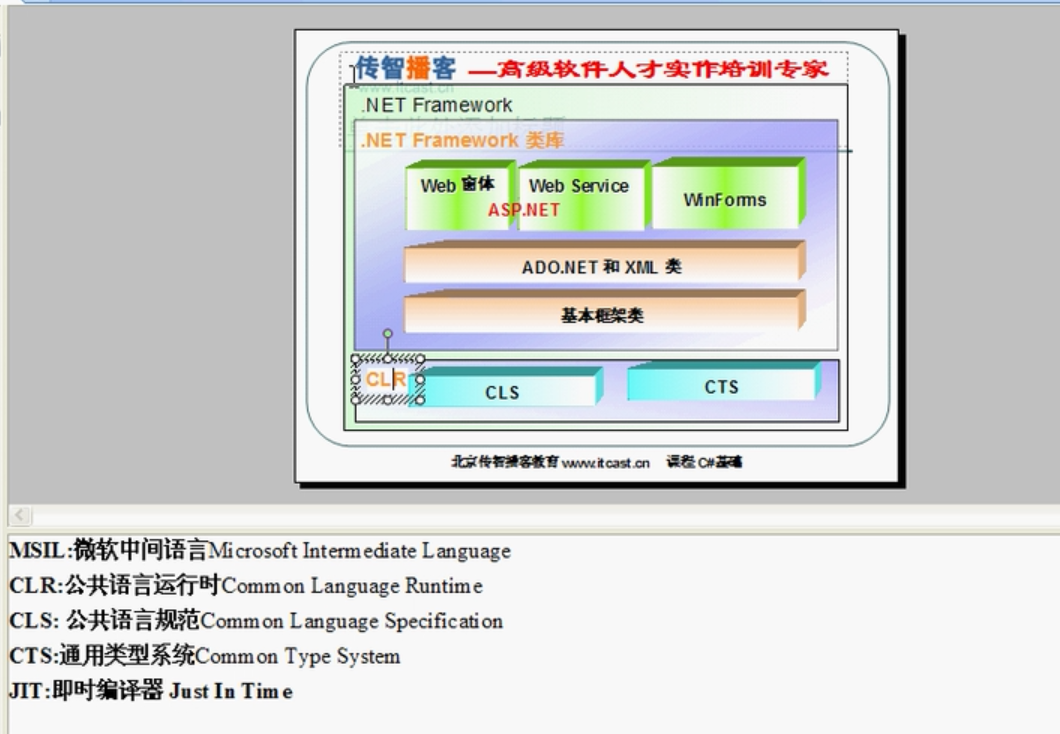 传智播客 —高级软件人才实作培训专家
www.itcast.cn
.NET Framework
.NET Framework 类库
Web 窗体
Web Service
WinForms
ASP.NET
ADO.NET 和 XML 类
基本框架类
CLR
CLS
CTS
北京传智播客教育 www.itcast.cn 课程 C#基础
MSIL:微软中间语言Microsoft Intermediate Language
CLR:公共语言运行时Common Language Runtime
CLS: 公共语言规范Common Language Specification
CTS:通用类型系统Common Type System
JIT:即时编译器 Just In Time